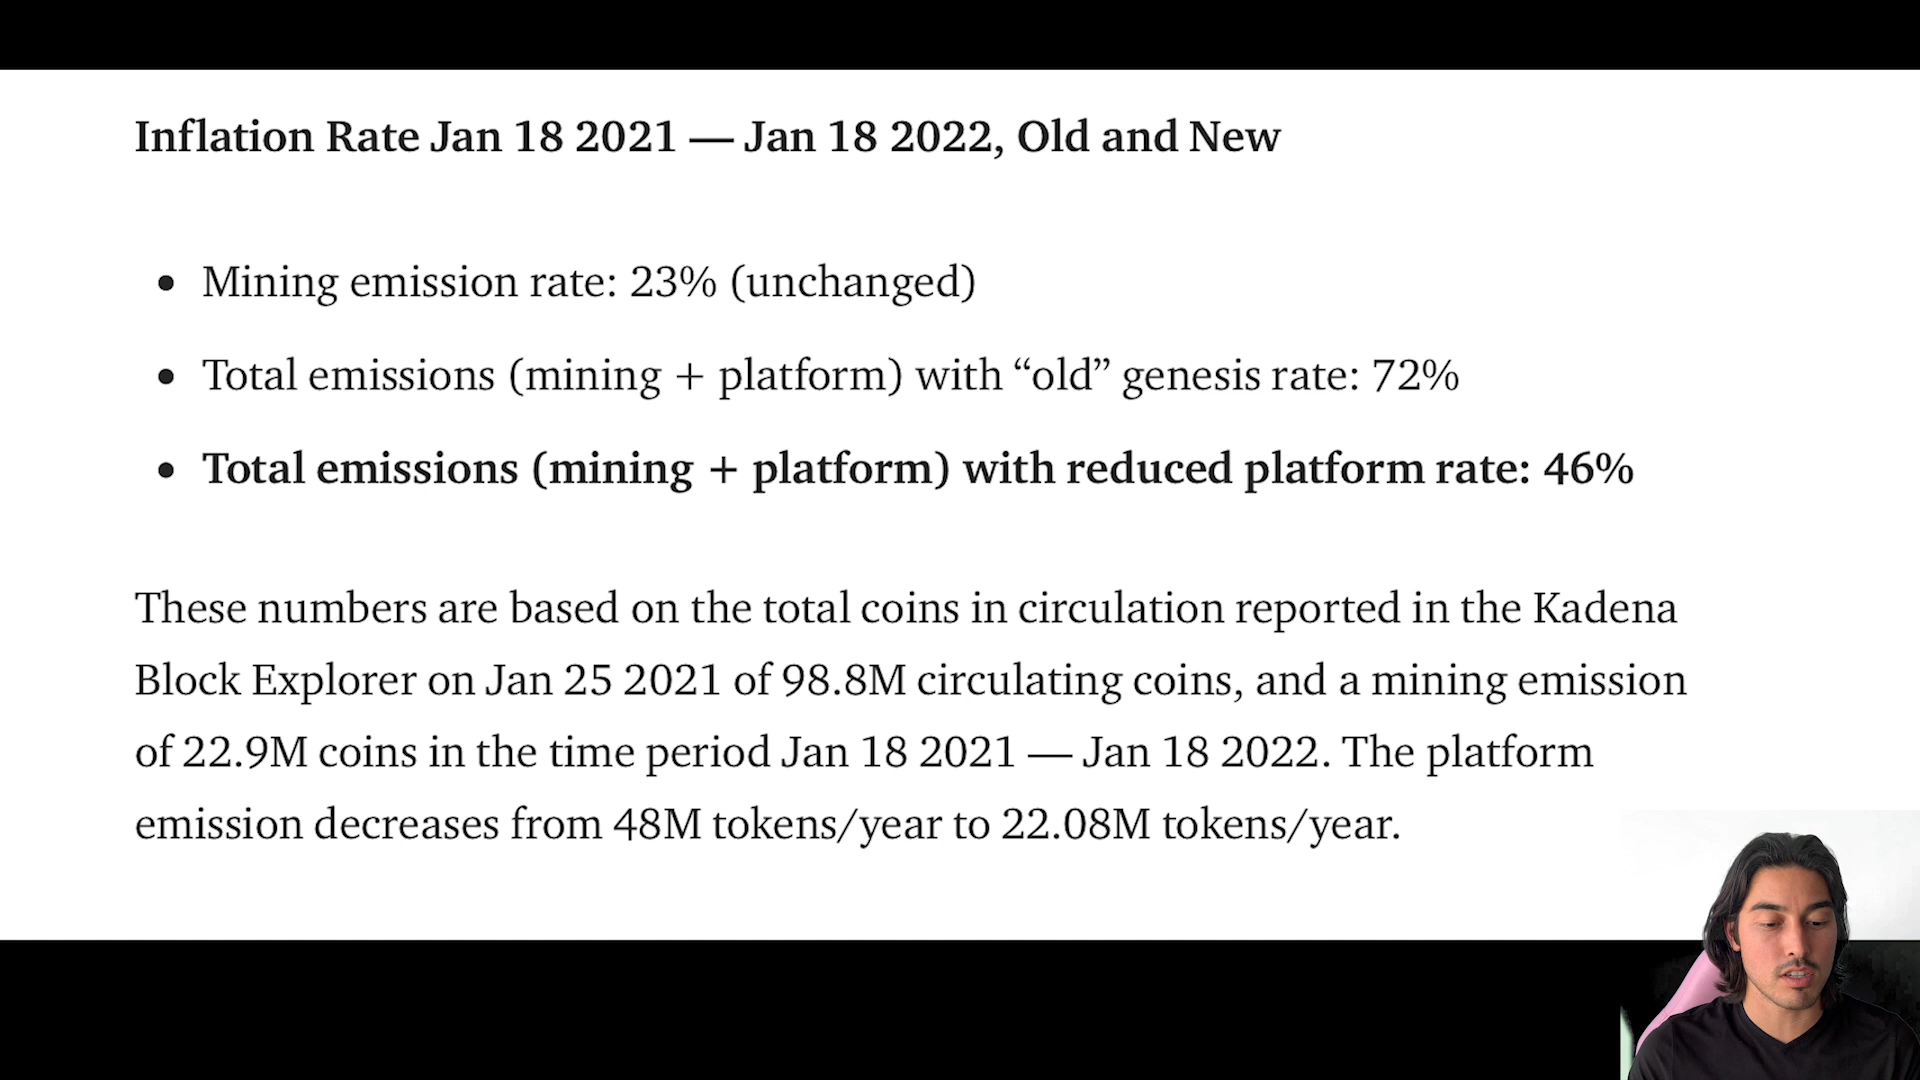 Inflation Rate Jan 18 2021 — Jan 18 2022, Old and New
• Mining emission rate: 23% (unchanged)
• Total emissions (mining + platform) with “old” genesis rate: 72%
• Total emissions (mining + platform) with reduced platform rate: 46%
These numbers are based on the total coins in circulation reported in the Kadena
Block Explorer on Jan 25 2021 of 98.8M circulating coins, and a mining emission
of 22.9M coins in the time period Jan 18 2021 — Jan 18 2022. The platform
emission decreases from 48M tokens/year to 22.08M tokens/year.